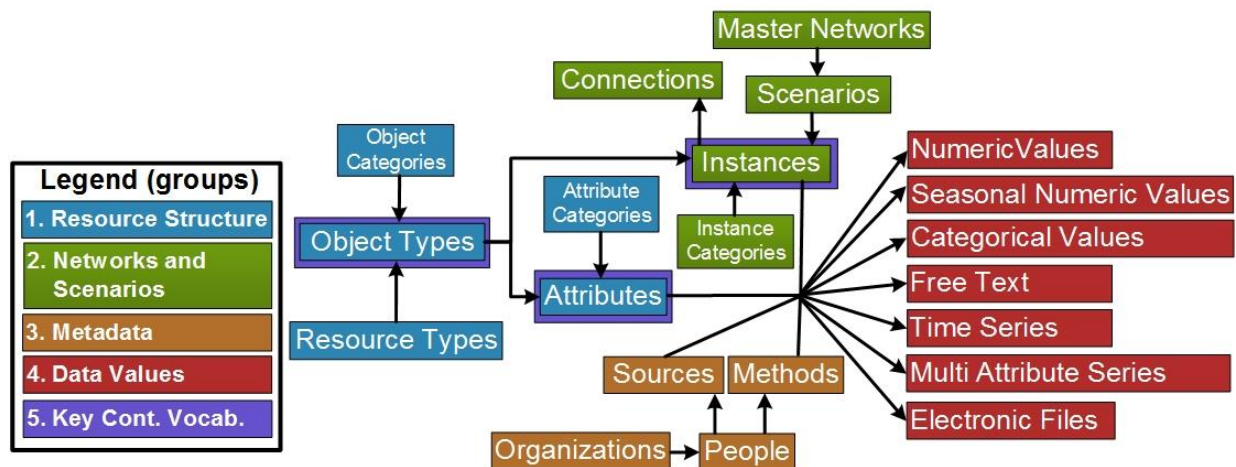 Master Networks
Connections
Scenarios
Object
Categories
Instances
NumericValues
Legend (groups)
Attribute
Categories
Seasonal Numeric Values
1. Resource Structure
Object Types
Instance
Categories
Categorical Values
2. Networks and
Scenarios
Attributes
Free Text
3. Metadata
Resource Types
Time Series
4. Data Values
Sources
Methods
Multi Attribute Series
5. Key Cont. Vocab.
Electronic Files
Organizations
People